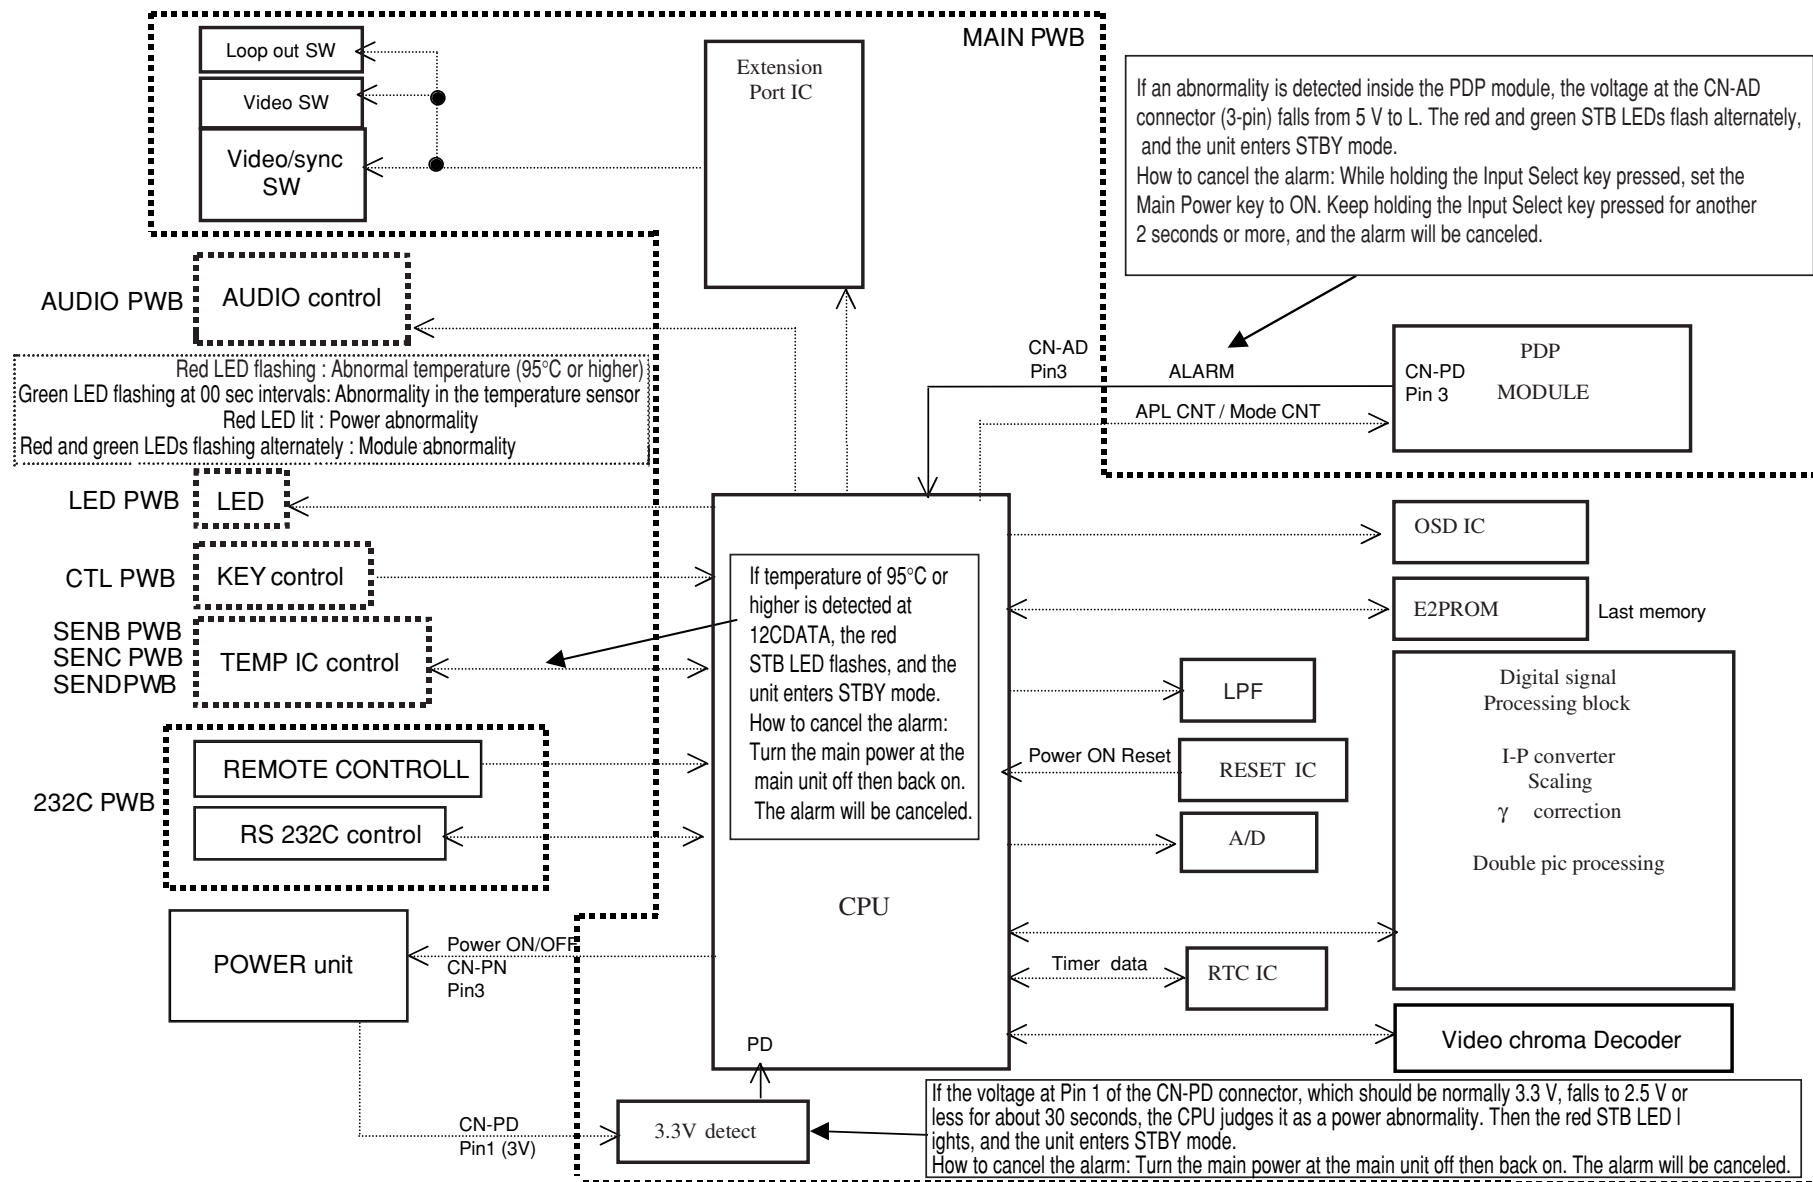 MAIN PWB
Loop out SW
Video SW
Video/sync
SW
Extension
Port IC
If an abnormality is detected inside the PDP module, the voltage at the CN-AD
connector (3-pin) falls from 5 V to L. The red and green STB LEDs flash alternately,
and the unit enters STBY mode.
How to cancel the alarm: While holding the Input Select key pressed, set the
Main Power key to ON. Keep holding the Input Select key pressed for another
2 seconds or more, and the alarm will be canceled.
AUDIO PWB
AUDIO control
Red LED flashing : Abnormal temperature (95°C or higher)
Green LED flashing at 00 sec intervals: Abnormality in the temperature sensor
Red LED lit : Power abnormality
Red and green LEDs flashing alternately : Module abnormality
CN-AD
Pin3
ALARM
APL CNT / Mode CNT
CN-PD
Pin 3
PDP
MODULE
LED PWB
LED
CTL PWB
KEY control
SENB PWB
SENC PWB
SENDPWB
TEMP IC control
232C PWB
REMOTE CONTROLL
RS 232C control
POWER unit
Power ON/OFF
CN-PN
Pin3
If temperature of 95°C or
higher is detected at
12CDATA, the red
STB LED flashes, and the
unit enters STBY mode.
How to cancel the alarm:
Turn the main power at the
main unit off then back on.
The alarm will be canceled.
CPU
PD
OSD IC
E2PROM
Last memory
LPF
Power ON Reset
RESET IC
A/D
Timer data
RTC IC
Digital signal
Processing block
I-P converter
Scaling
γ correction
Double pic processing
Video chroma Decoder
CN-PD
Pin1 (3V)
3.3V detect
If the voltage at Pin 1 of the CN-PD connector, which should be normally 3.3 V, falls to 2.5 V or
less for about 30 seconds, the CPU judges it as a power abnormality. Then the red STB LED l
ights, and the unit enters STBY mode.
How to cancel the alarm: Turn the main power at the main unit off then back on. The alarm will be canceled.